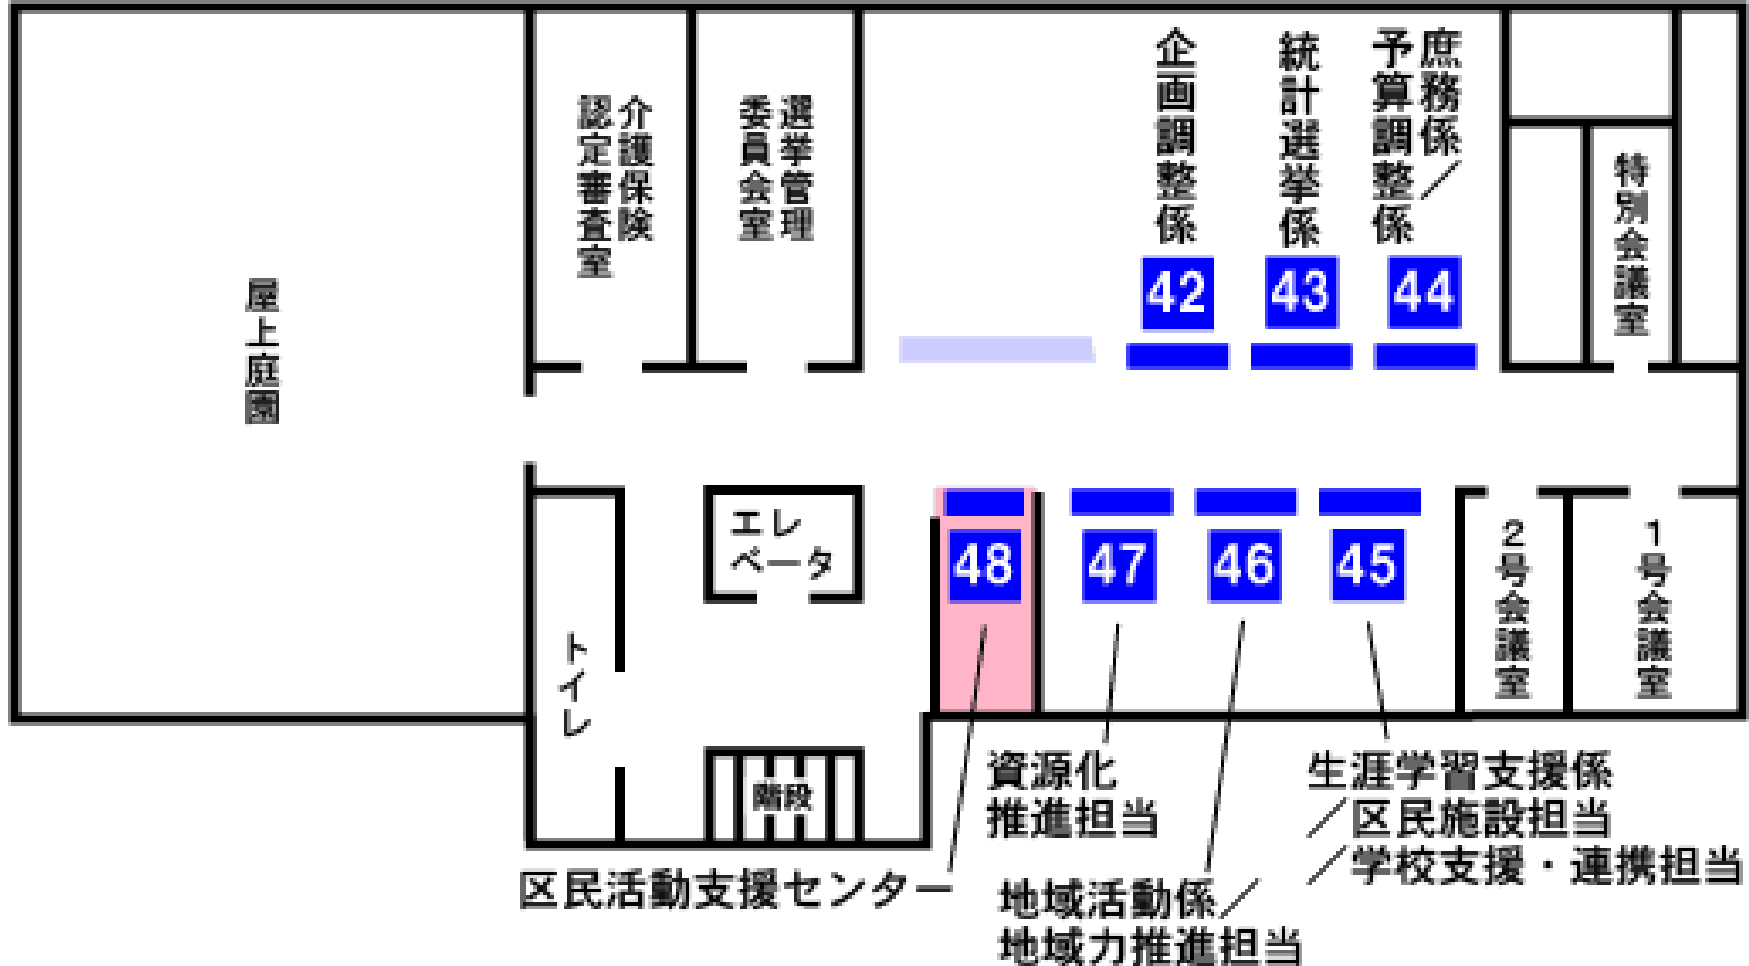 屋上庭園
介護保険
認定審査室
選挙管理
委員会室
企画調整係
統計選挙係
庶務係／
予算調整係
42
43
44
特別会議室
エレ
ベータ
48
47
46
45
2号会議室
1号会議室
トイレ
階段
区民活動支援センター
資源化
推進担当
地域活動係／
地域力推進担当
生涯学習支援係
／区民施設担当
／学校支援・連携担当